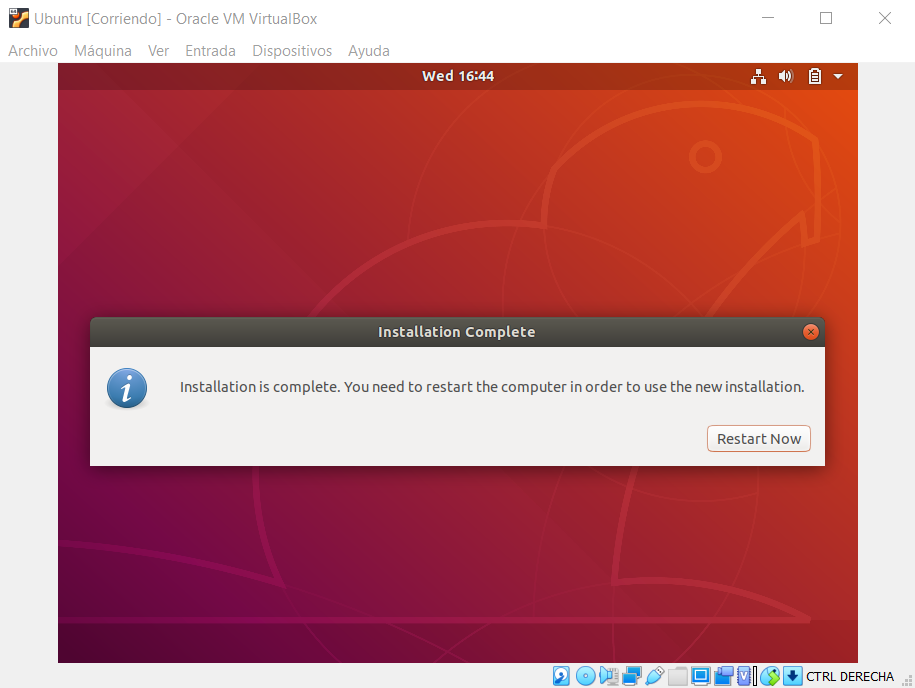 Ubuntu [Corriendo] - Oracle VM VirtualBox
Archivo Máquina Ver Entrada Dispositivos Ayuda
Wed 16:44
Installation Complete
Installation is complete. You need to restart the computer in order to use the new installation.
Restart Now
CTRL DERECHA